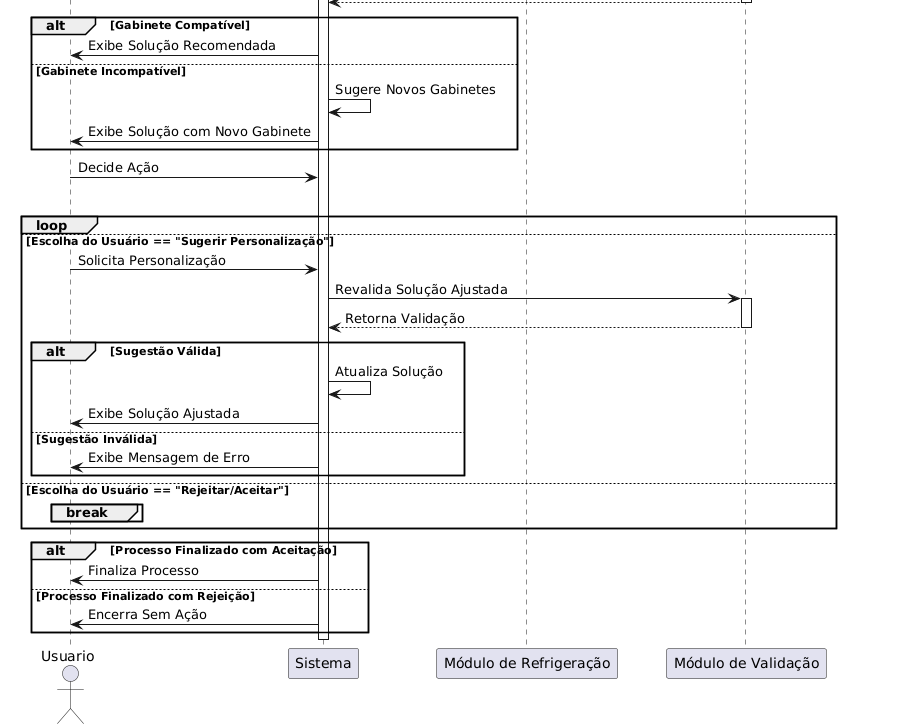 alt [Gabinete Compatível]
Exibe Solução Recomendada
[Gabinete Incompatível]
Sugere Novos Gabinetes
Exibe Solução com Novo Gabinete
Decide Ação
loop
[Escolha do Usuário == "Sugerir Personalização"]
Solicita Personalização
Revalida Solução Ajustada
Retorna Validação
alt [Sugestão Válida]
Atualiza Solução
Exibe Solução Ajustada
[Sugestão Inválida]
Exibe Mensagem de Erro
[Escolha do Usuário == "Rejeitar/Aceitar"]
break
alt [Processo Finalizado com Aceitação]
Finaliza Processo
[Processo Finalizado com Rejeição]
Encerra Sem Ação
Usuario
Sistema
Módulo de Refrigeração
Módulo de Validação